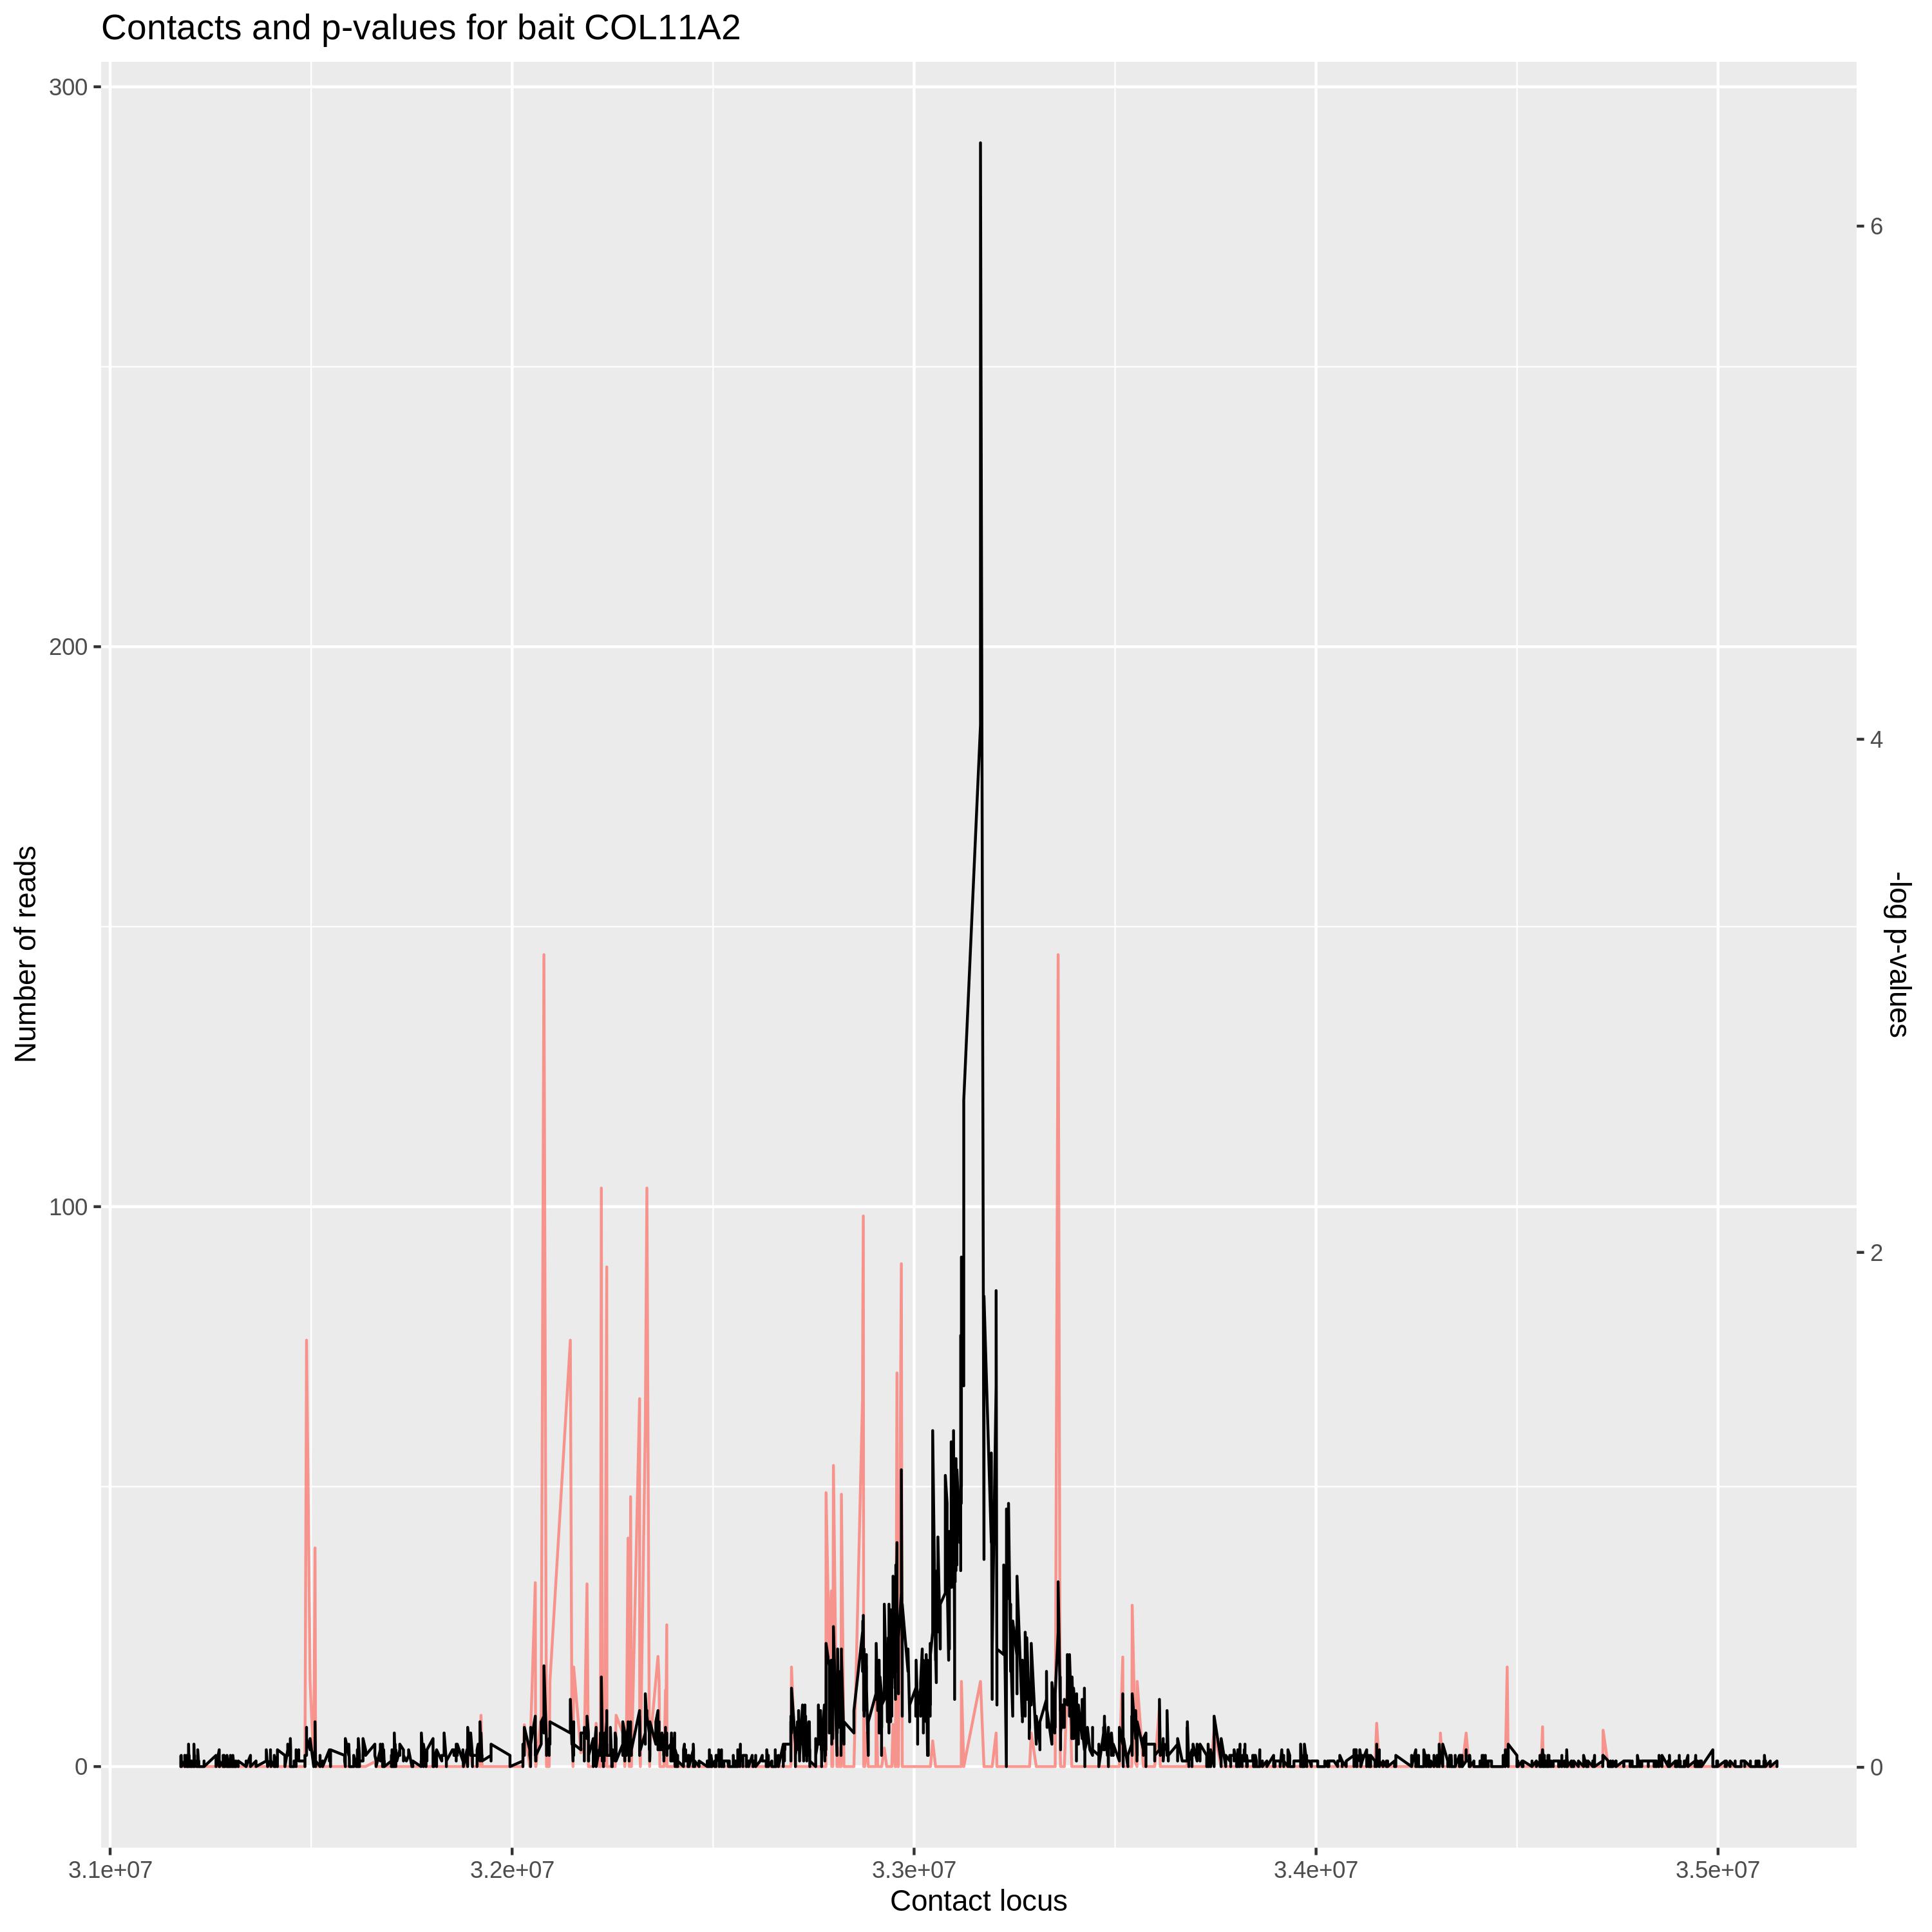 Contacts and p-values for bait COL11A2
300
200
100
0
Number of reads
6
4
2
0
-log p-values
3.1e+07 3.2e+07 3.3e+07 3.4e+07 3.5e+07
Contact locus